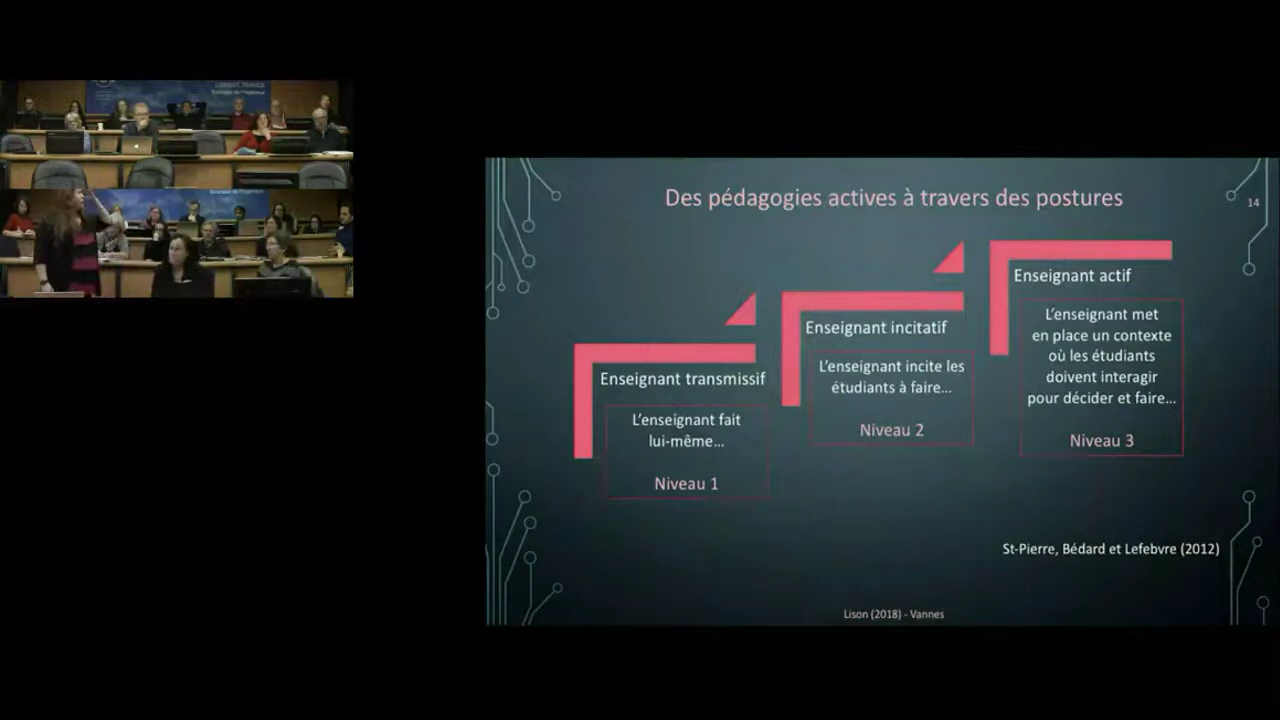 LORIENT, FRANCE
Des pédagogies actives à travers des postures
14
Enseignant transmissif
L'enseignant fait
lui-même...
Niveau 1
Enseignant incitatif
L'enseignant incite les
étudiants à faire...
Niveau 2
Enseignant actif
L'enseignant met
en place un contexte
où les étudiants
doivent interagir
pour décider et faire...
Niveau 3
St-Pierre, Bédard et Lefebvre (2012)
Lison (2018) - Vannes